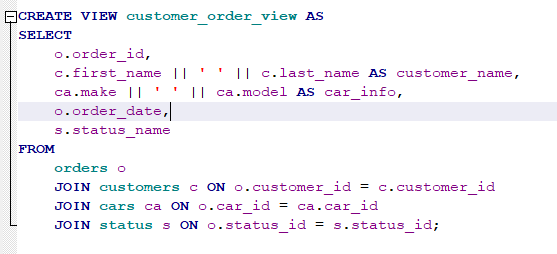 CREATE VIEW customer_order_view AS
SELECT
o.order_id,
c.first_name || ' ' || c.last_name AS customer_name,
ca.make || ' ' || ca.model AS car_info,
o.order_date,
s.status_name
FROM
orders o
JOIN customers c ON o.customer_id = c.customer_id
JOIN cars ca ON o.car_id = ca.car_id
JOIN status s ON o.status_id = s.status_id;